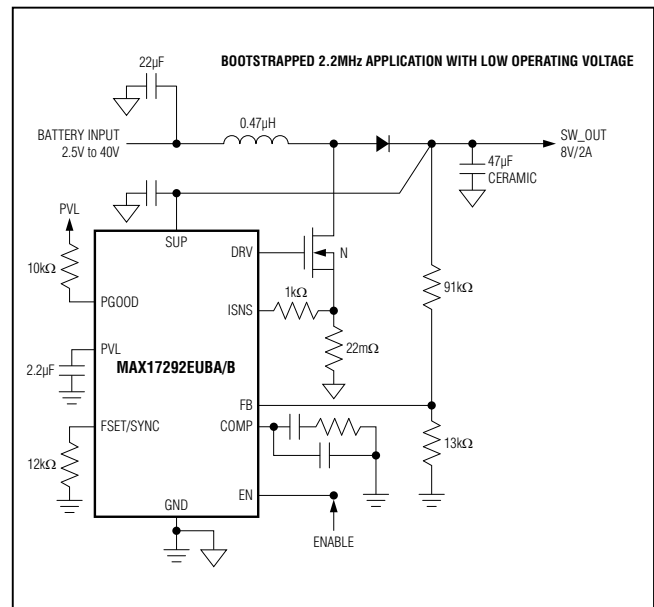 BOOTSTRAPPED 2.2MHz APPLICATION WITH LOW OPERATING VOLTAGE
22µF
0.47µH
BATTERY INPUT
2.5V to 40V
SW_OUT
8V/2A
47µF
CERAMIC
PVL
SUP
DRV
N
10kΩ
PGOOD
ISNS
1kΩ
91kΩ
22mΩ
PVL
2.2µF
MAX17292EUBA/B
FB
COMP
FSET/SYNC
13kΩ
12kΩ
EN
GND
ENABLE